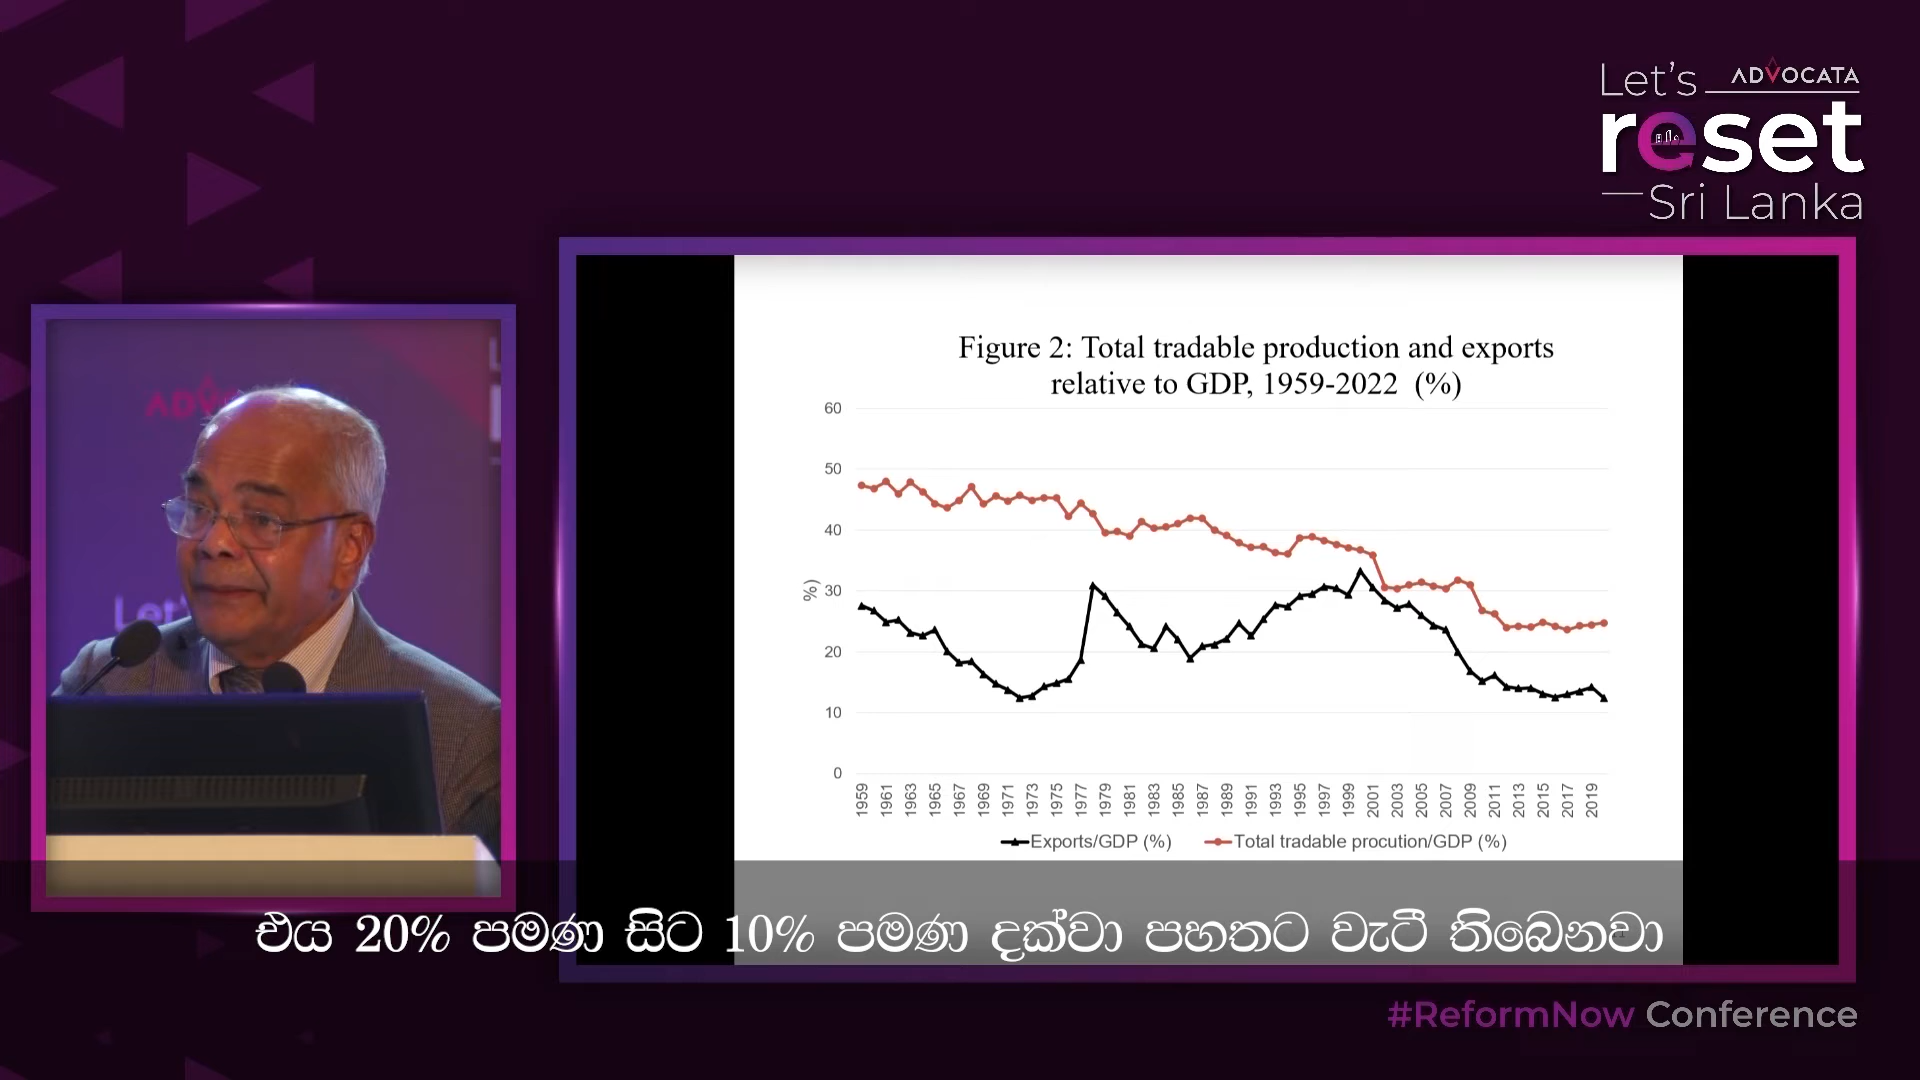 Let's ADVOCATA
reset
Sri Lanka
ADV
Let'
Figure 2: Total tradable production and exports
relative to GDP, 1959-2022 (%)
60
50
40
30
20
10
0
%)
1959 1961 1963 1965 1967 1969 1971 1973 1975 1977 1979 1981 1983 1985 1987 1989 1991 1993 1995 1997 1999 2001 2003 2005 2007 2009 2011 2013 2015 2017 2019
Exports/GDP (%) Total tradable procution/GDP (%)
එය 20% පමණ සිට 10% පමණ දක්වා පහතට වැටී තිබෙනවා
#ReformNow Conference